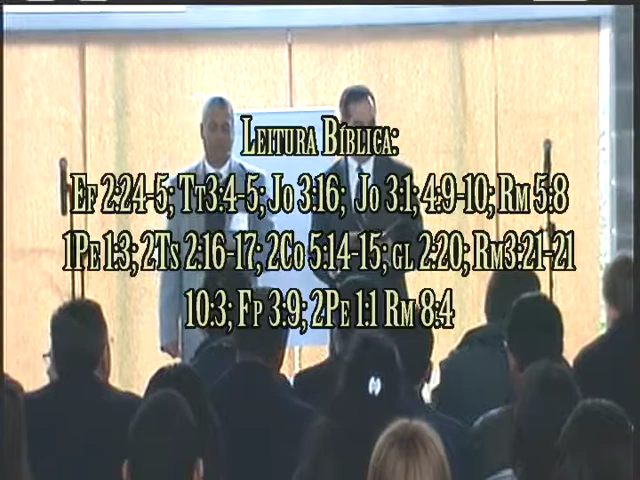 Leitura Bíblica:
Ef 2:24-5; Tt3:4-5; Jo 3:16; Jo 3:1; 4:9-10; Rm 5:8
1Pe 1:3; 2Ts 2:16-17; 2Co 5:14-15; gl 2:20; Rm3:21-21
10:3; Fp 3:9; 2Pe 1:1 Rm 8:4